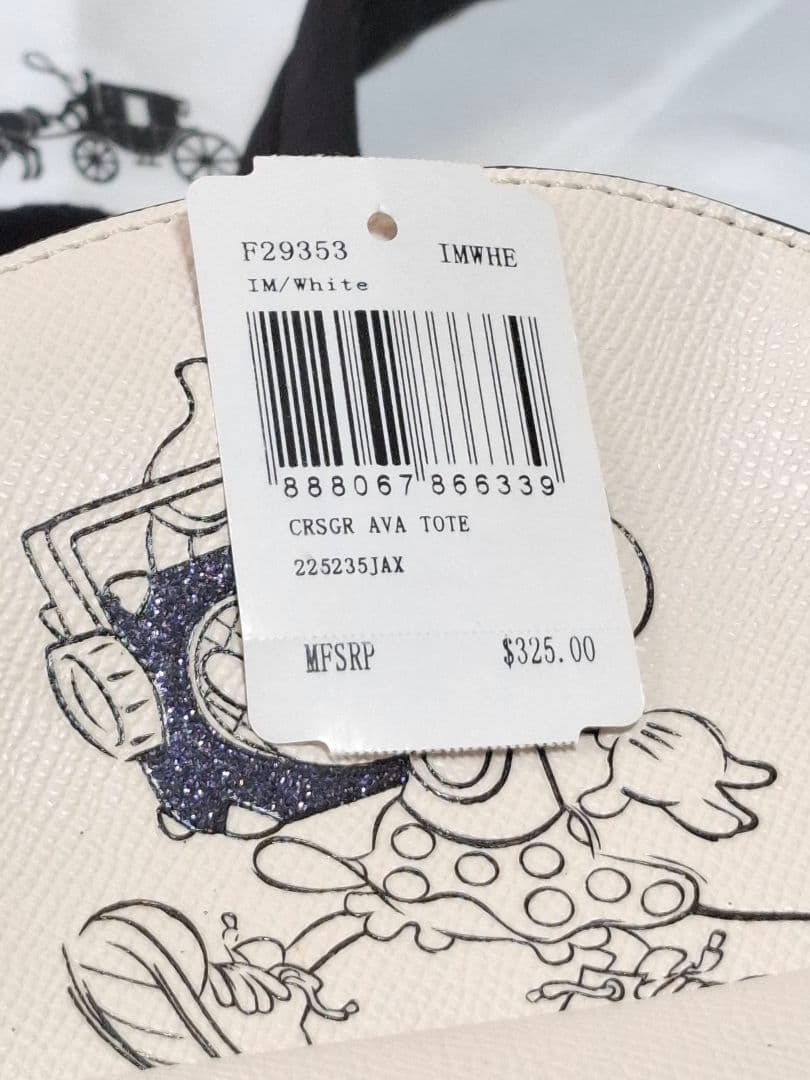 F29353 IMWHE
IM/White
888067 866339
CRSGR AVA TOTE
225235JAX
MFSRP $325.00